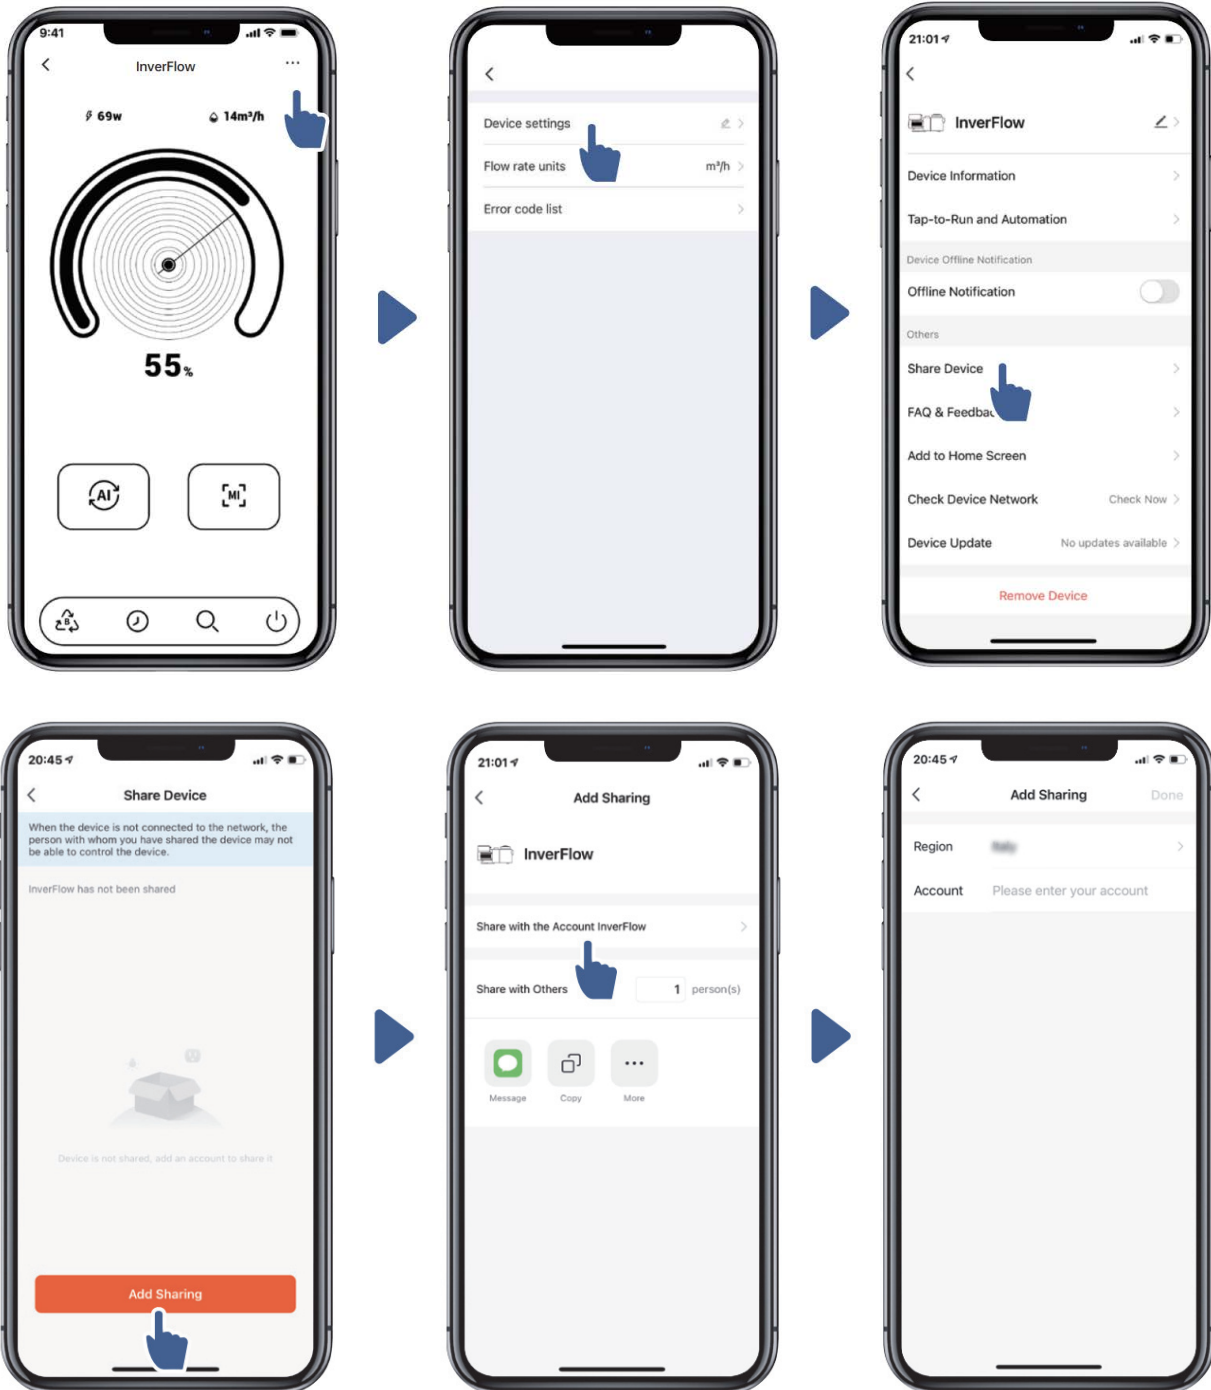 9:41
InverFlow
69w
14m³/h
55%
AI
MI
B
Device settings
Flow rate units m³/h
Error code list
21:01
InverFlow
Device Information
Tap-to-Run and Automation
Device Offline Notification
Offline Notification
Others
Share Device
FAQ & Feedbac
Add to Home Screen
Check Device Network Check Now
Device Update No updates available
Remove Device
20:45
Share Device
When the device is not connected to the network, the
person with whom you have shared the device may not
be able to control the device.
InverFlow has not been shared
Device is not shared, add an account to share it
Add Sharing
21:01
Add Sharing
InverFlow
Share with the Account InverFlow
Share with Others 1 person(s)
Message Copy More
20:45
Add Sharing Done
Region
Account Please enter your account